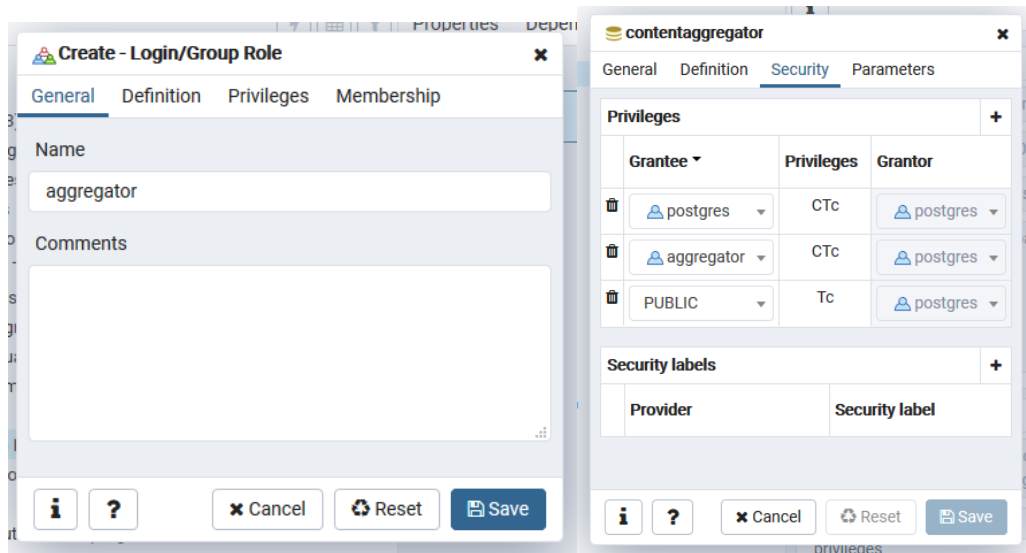 Properties
Create - Login/Group Role
General Definition Privileges Membership
Name
aggregator
Comments
Cancel Reset Save
contentaggregator
General Definition Security Parameters
Privileges
Grantee Privileges Grantor
postgres CTc postgres
aggregator CTc postgres
PUBLIC Tc postgres
Security labels
Provider Security label
i ? Cancel Reset Save
privileges